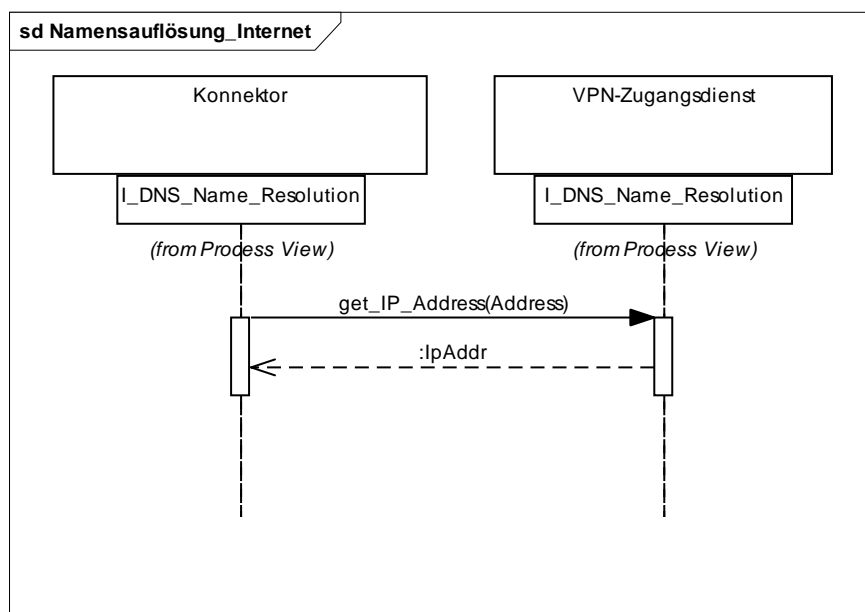 sd Namensauflösung_Internet
Konnektor
VPN-Zugangsdienst
I_DNS_Name_Resolution
I_DNS_Name_Resolution
(from Process View)
(from Process View)
get_IP_Address(Address)
:IpAddr